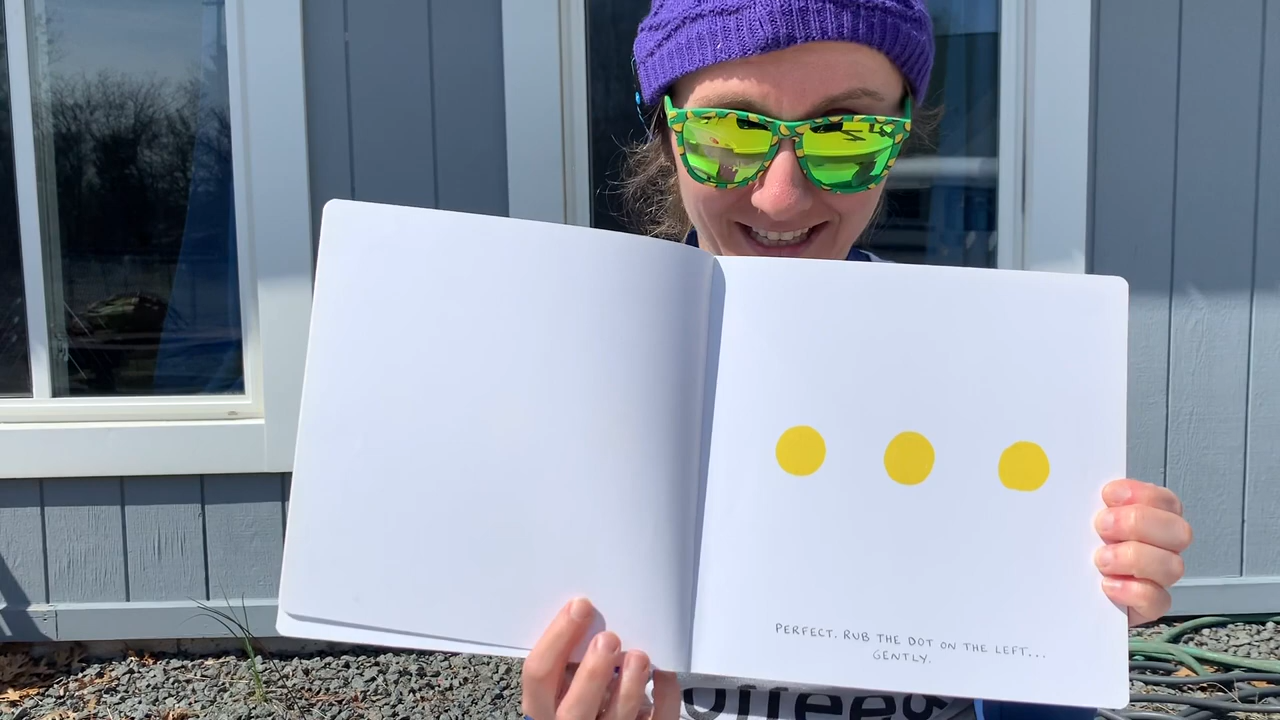 PERFECT. RUB THE DOT ON THE LEFT...
GENTLY.